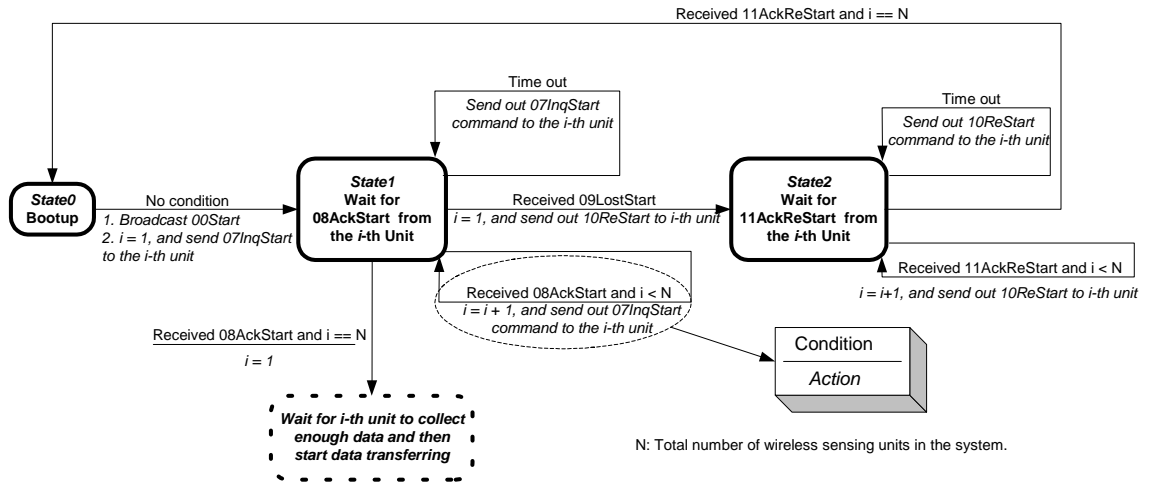 Received 11AckReStart and i == N
Time out
Send out 07InqStart
command to the i-th unit
Time out
Send out 10ReStart
command to the i-th unit
State0
Bootup
No condition
1. Broadcast 00Start
2. i = 1, and send 07InqStart
to the i-th unit
State1
Wait for
08AckStart from
the i-th Unit
Received 09LostStart
i = 1, and send out 10ReStart to i-th unit
State2
Wait for
11AckReStart from
the i-th Unit
Received 11AckReStart and i < N
i = i+1, and send out 10ReStart to i-th unit
Received 08AckStart and i < N
i = i + 1, and send out 07InqStart
command to the i-th unit
Received 08AckStart and i == N
i = 1
Condition
Action
Wait for i-th unit to collect
enough data and then
start data transferring
N: Total number of wireless sensing units in the system.